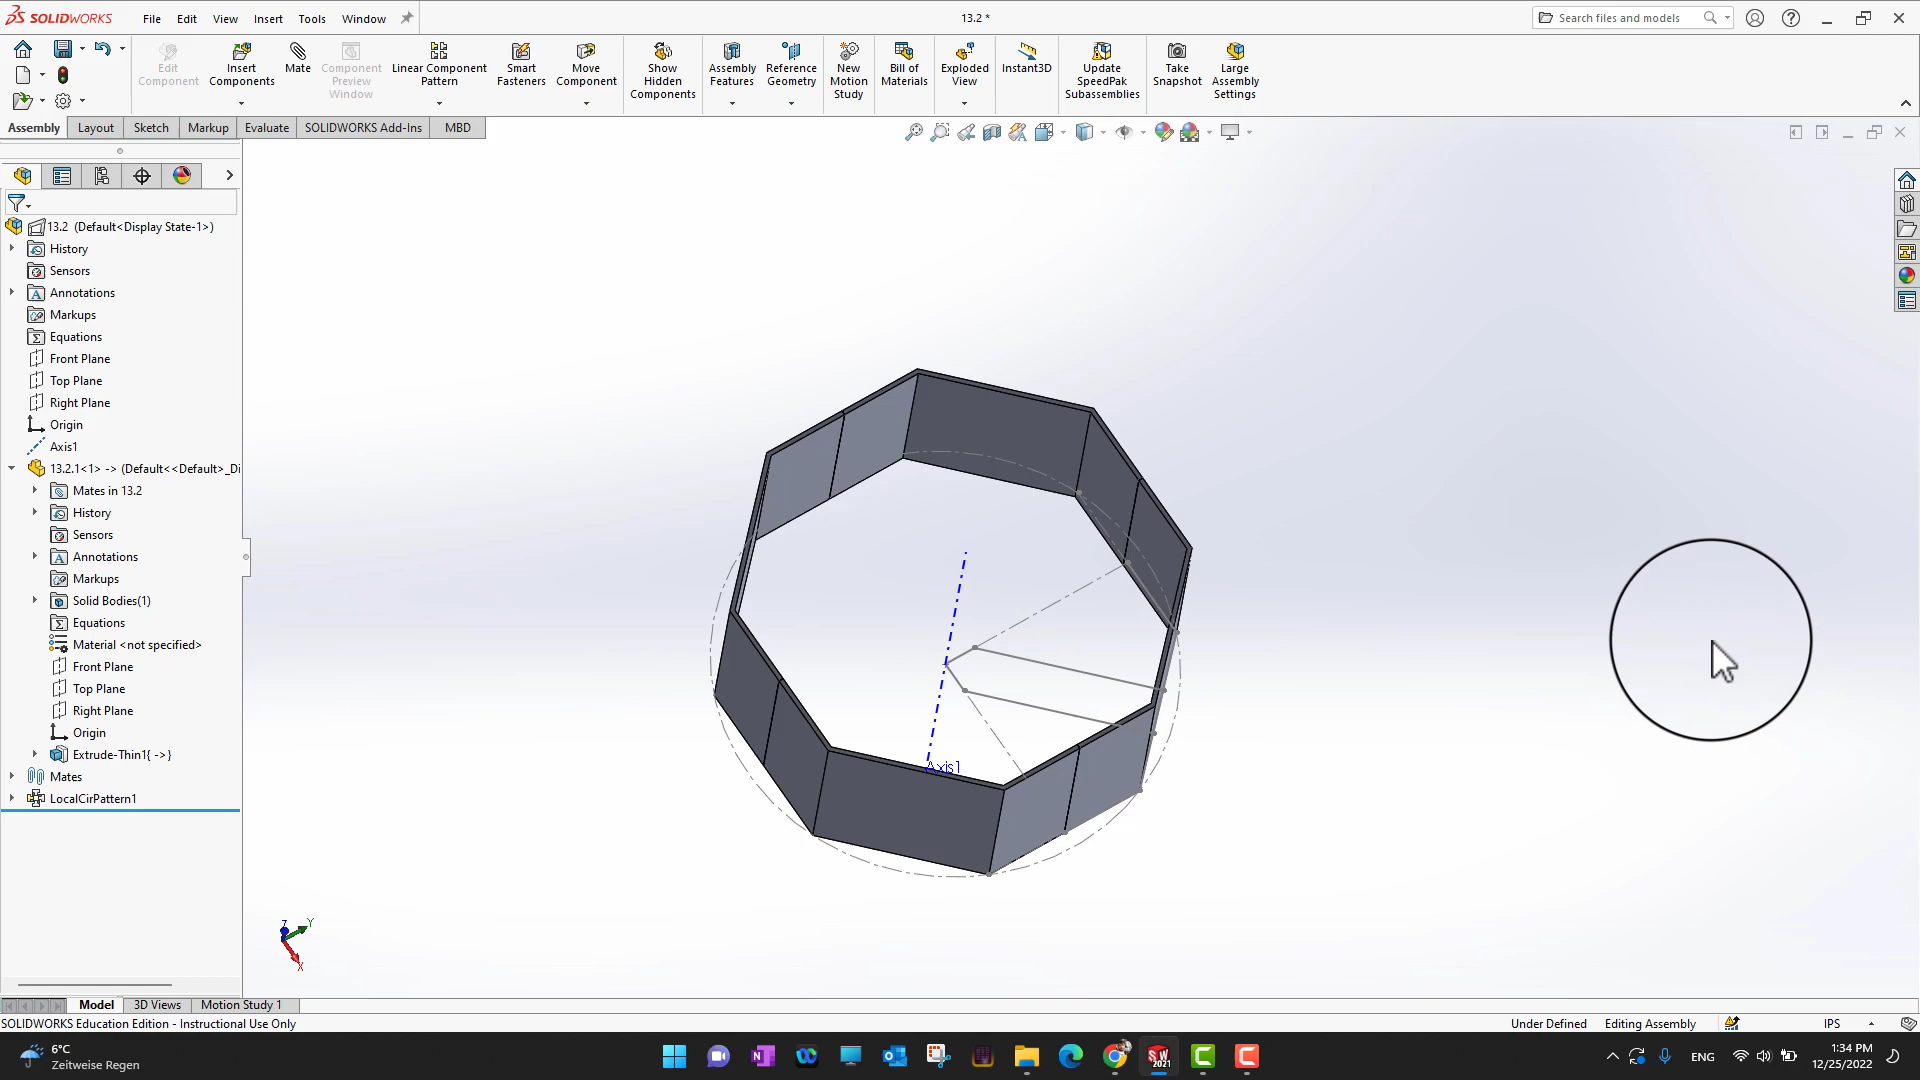 SOLIDWORKS
File Edit View Insert Tools Window
13.2 *
Search files and models
Edit Component
Insert Components
Mate
Component Preview Window
Linear Component Pattern
Smart Fasteners
Move Component
Show Hidden Components
Assembly Features
Reference Geometry
New Motion Study
Bill of Materials
Exploded View
Instant3D
Update SpeedPak Subassemblies
Take Snapshot
Large Assembly Settings
Assembly Layout Sketch Markup Evaluate SOLIDWORKS Add-Ins MBD
13.2 (Default<Display State-1>)
History
Sensors
A Annotations
Markups
Equations
Front Plane
Top Plane
Right Plane
Origin
Axis1
13.2.1<1> -> (Default<<Default>_Di
Mates in 13.2
History
Sensors
A Annotations
Markups
Solid Bodies(1)
Equations
Material <not specified>
Front Plane
Top Plane
Right Plane
Origin
Extrude-Thin1{ ->}
Mates
LocalCirPattern1
Axis1
Z
Y
X
Model 3D Views Motion Study 1
SOLIDWORKS Education Edition - Instructional Use Only
Under Defined Editing Assembly IPS
6°C
Zeitweise Regen
SW
2021
ENG
1:34 PM
12/25/2022